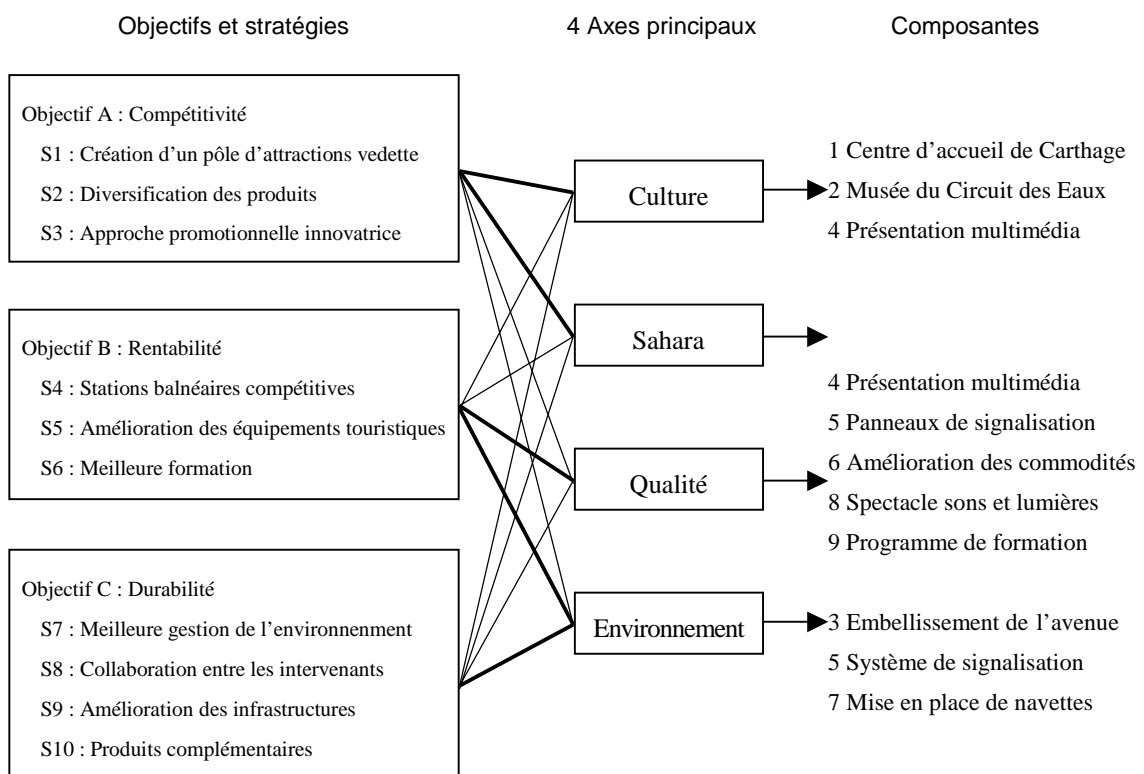 Objectifs et stratégies
4 Axes principaux
Composantes
Objectif A : Compétitivité
S1 : Création d’un pôle d’attractions vedette
S2 : Diversification des produits
S3 : Approche promotionnelle innovatrice
Objectif B : Rentabilité
S4 : Stations balnéaires compétitives
S5 : Amélioration des équipements touristiques
S6 : Meilleure formation
Objectif C : Durabilité
S7 : Meilleure gestion de l’environnenment
S8 : Collaboration entre les intervenants
S9 : Amélioration des infrastructures
S10 : Produits complémentaires
Culture
Sahara
Qualité
Environnement
1 Centre d’accueil de Carthage
2 Musée du Circuit des Eaux
4 Présentation multimédia
4 Présentation multimédia
5 Panneaux de signalisation
6 Amélioration des commodités
8 Spectacle sons et lumières
9 Programme de formation
3 Embellissement de l’avenue
5 Système de signalisation
7 Mise en place de navettes